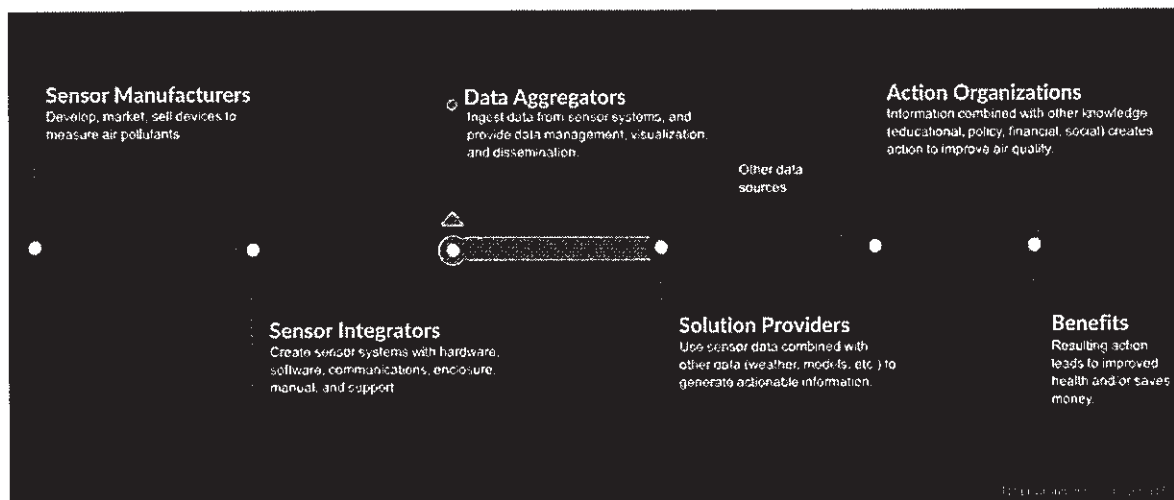 Sensor Manufacturers
Develop, market, sell devices to
measure air pollutants
Data Aggregators
Ingest data from sensor systems, and
provide data management, visualization,
and dissemination.
Action Organizations
Information combined with other knowledge
(educational, policy, financial, social) creates
action to improve air quality.
Other data
sources
Sensor Integrators
Create sensor systems with hardware,
software, communications, enclosure,
manual, and support
Solution Providers
Use sensor data combined with
other data (weather, models, etc.) to
generate actionable information.
Benefits
Resulting action
leads to improved
health and/or saves
money.